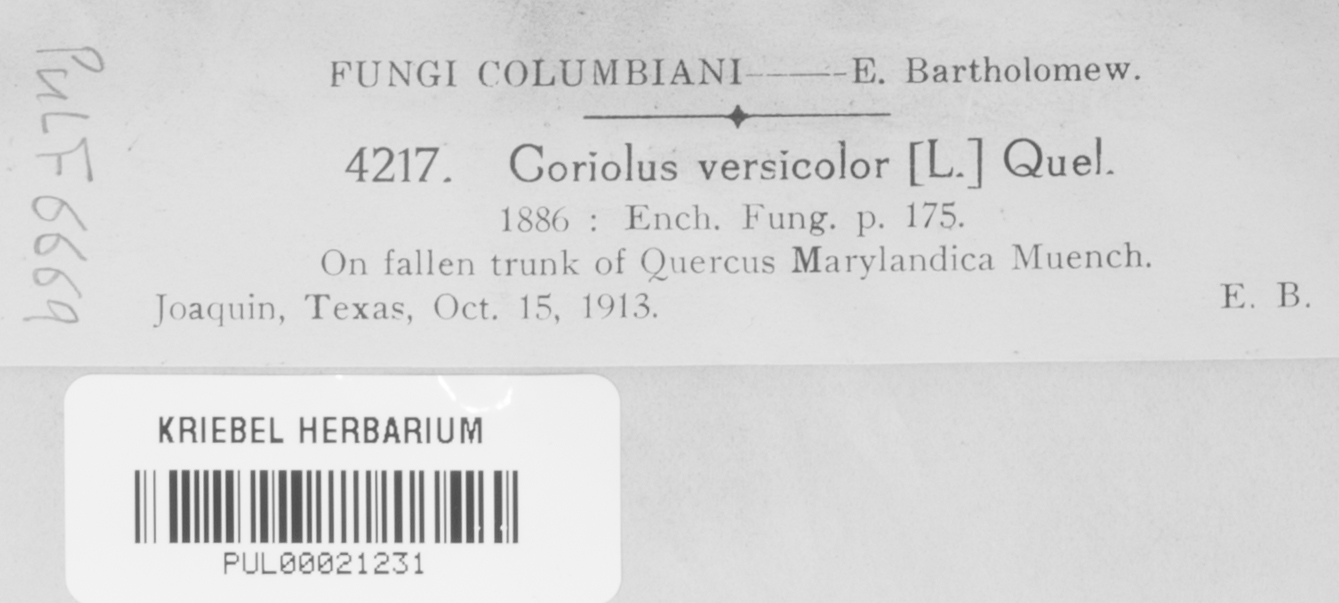 PULF6669
FUNGI COLUMBIANI——E. Bartholomew.
4217. Coriolus versicolor [L.] Quel.
1886 : Ench. Fung. p. 175.
On fallen trunk of Quercus Marylandica Muench.
Joaquin, Texas, Oct. 15, 1913. E. B.
KRIEBEL HERBARIUM
PUL00021231